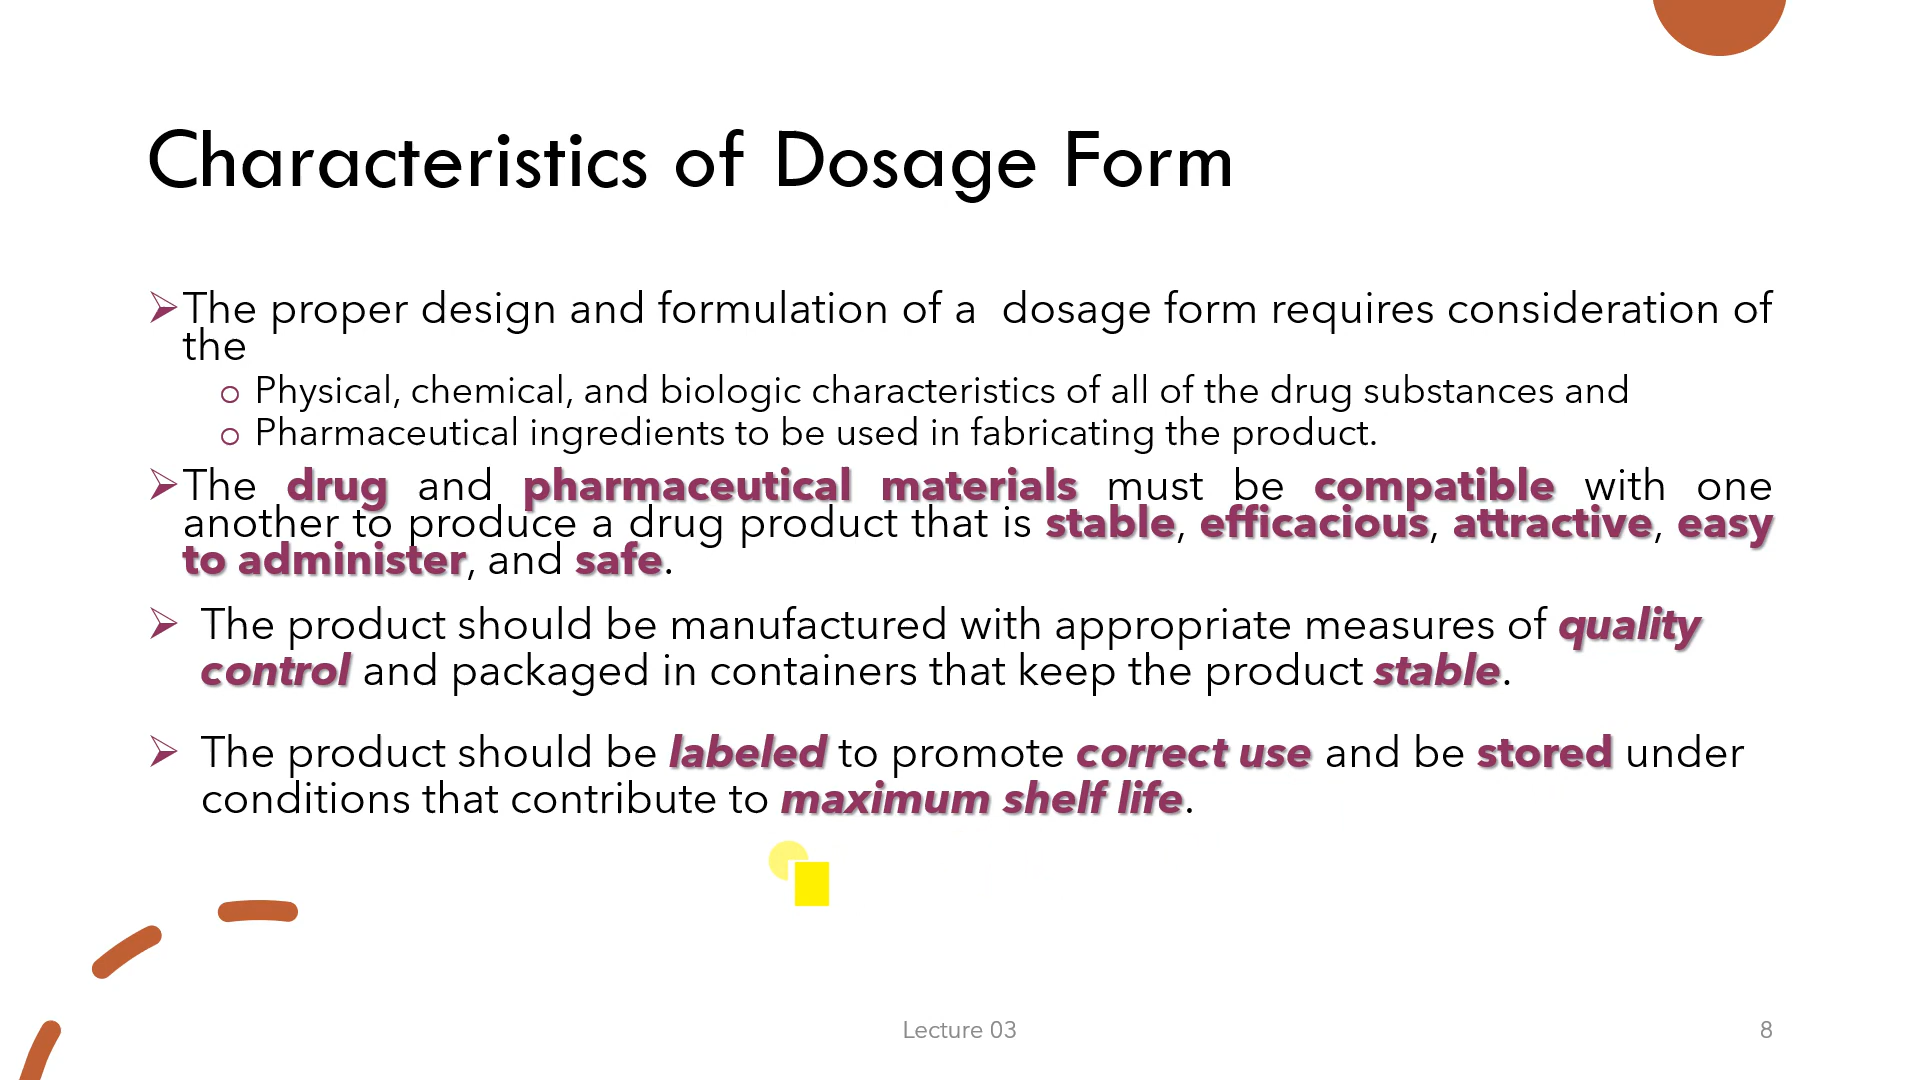 Characteristics of Dosage Form
The proper design and formulation of a dosage form requires consideration of
the
Physical, chemical, and biologic characteristics of all of the drug substances and
Pharmaceutical ingredients to be used in fabricating the product.
The drug and pharmaceutical materials must be compatible with one
another to produce a drug product that is stable, efficacious, attractive, easy
to administer, and safe.
The product should be manufactured with appropriate measures of quality
control and packaged in containers that keep the product stable.
The product should be labeled to promote correct use and be stored under
conditions that contribute to maximum shelf life.
Lecture 03
8